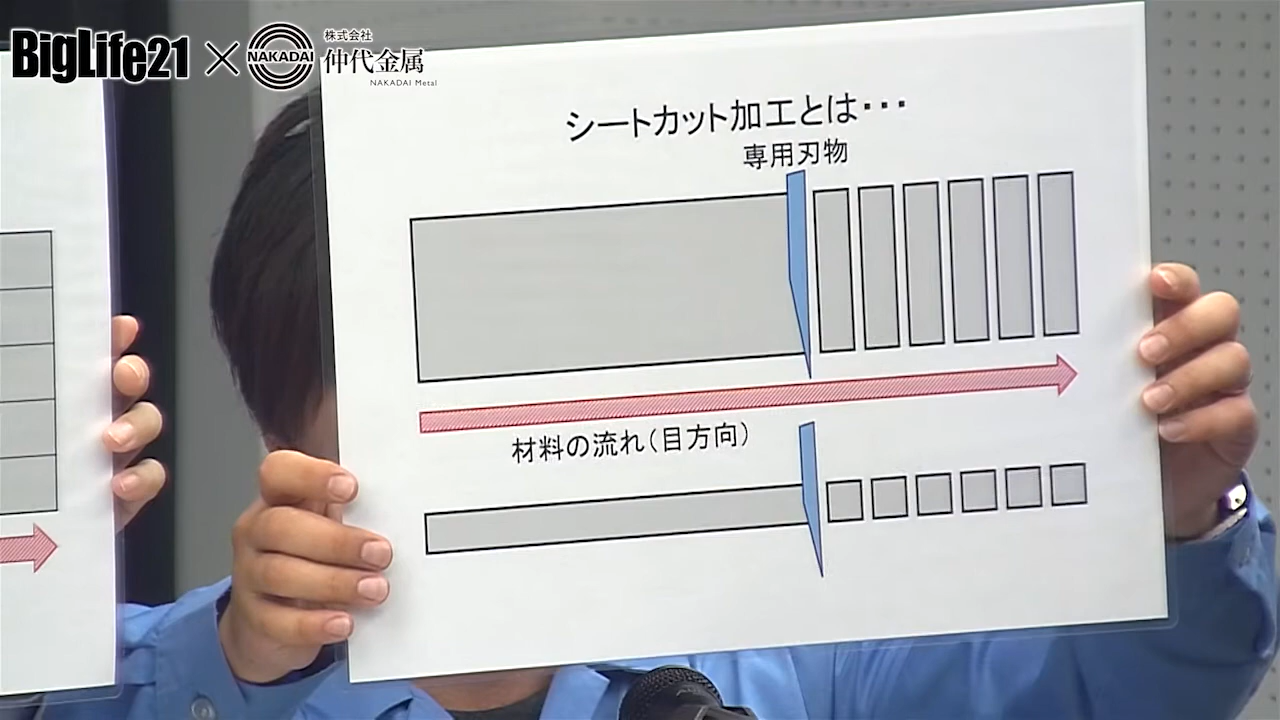 BigLife21
×
NAKADAI
株式会社
仲代金属
NAKADAI Metal
シートカット加工とは・・・
専用刃物
材料の流れ(目方向)